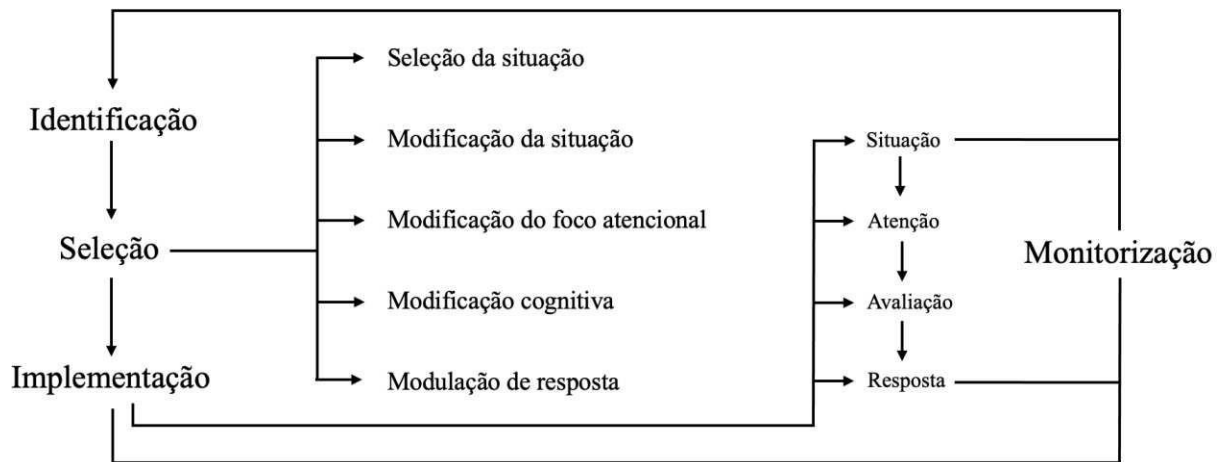 Identificação
Seleção
Implementação
Seleção da situação
Modificação da situação
Modificação do foco atencional
Modificação cognitiva
Modulação de resposta
Situação
Atenção
Avaliação
Resposta
Monitorização